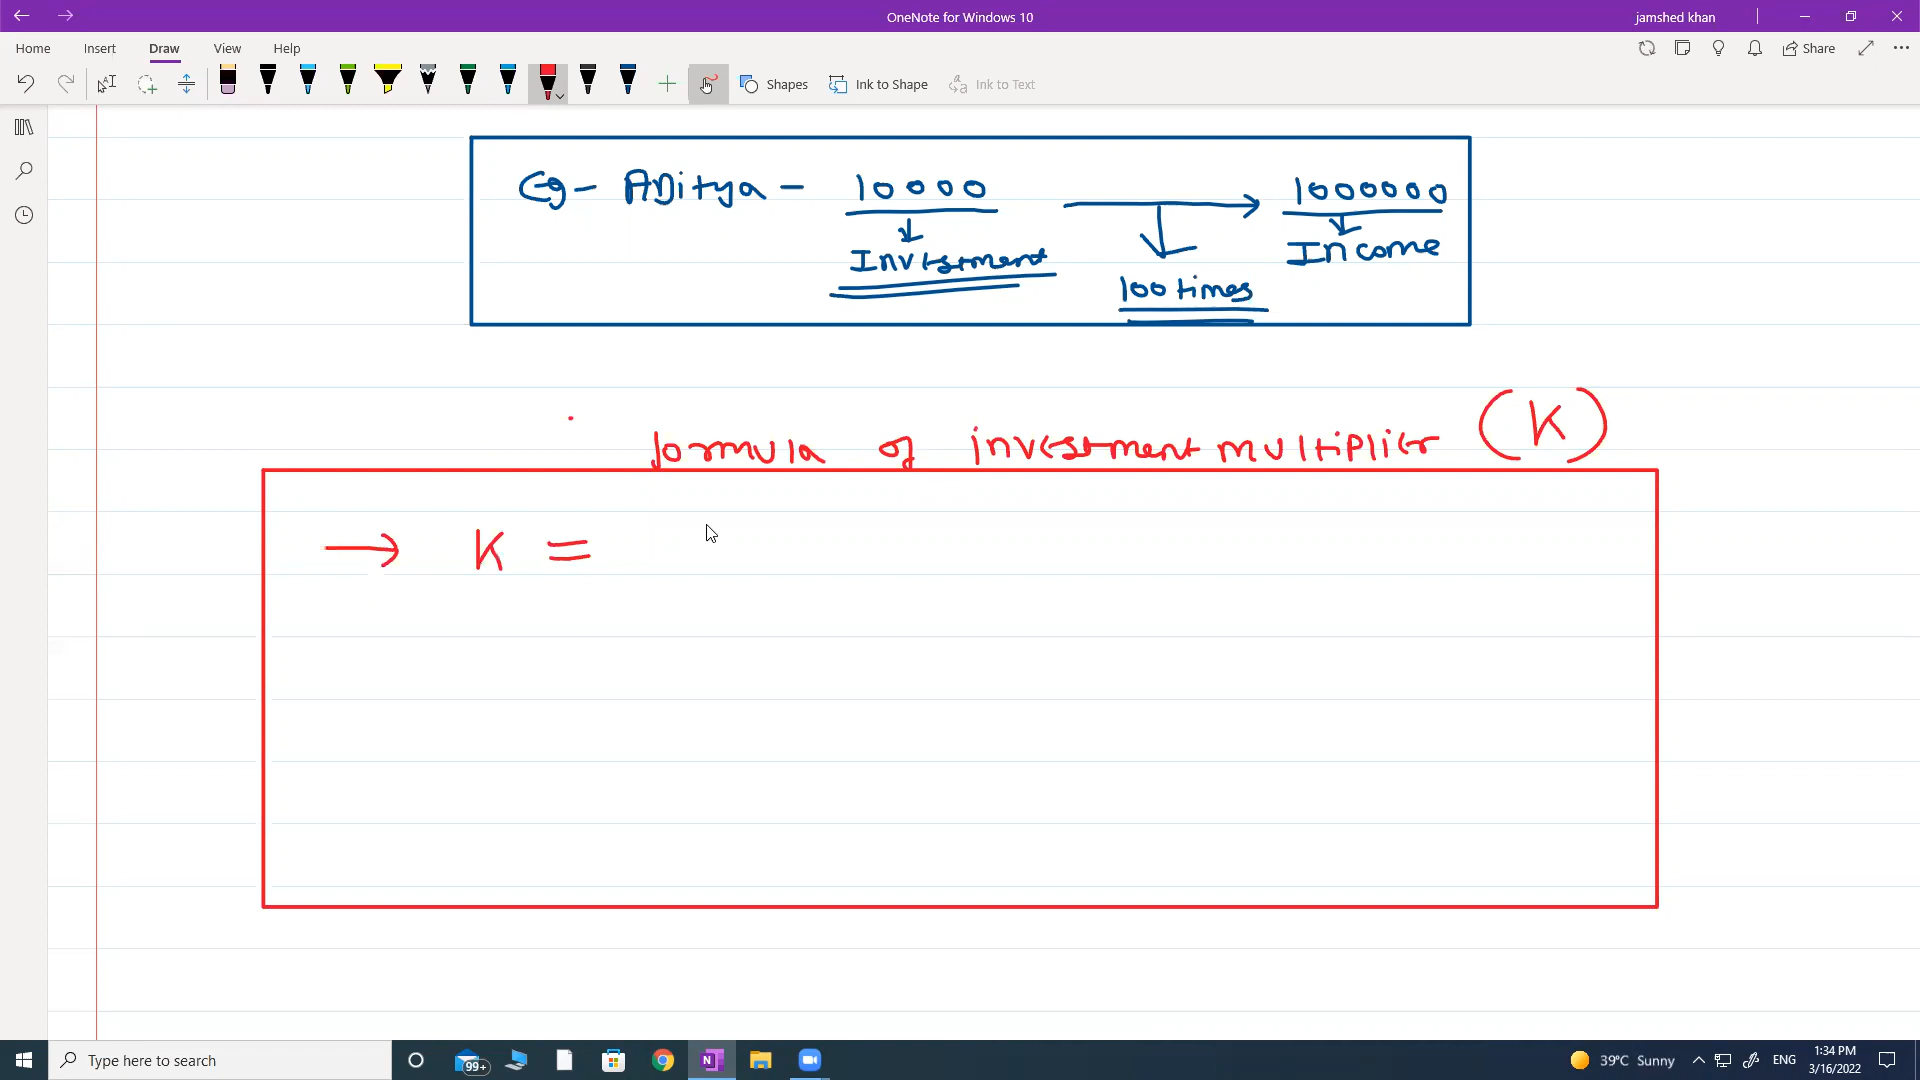 OneNote for Windows 10
jamshed khan
Home Insert Draw View Help
Share
Shapes Ink to Shape Ink to Text
Eg - ADitya - 10000 1000000
Investment Income
100 times
formula of investment multiplier (K)
K =
Type here to search
99+
39°C Sunny
ENG
1:34 PM
3/16/2022